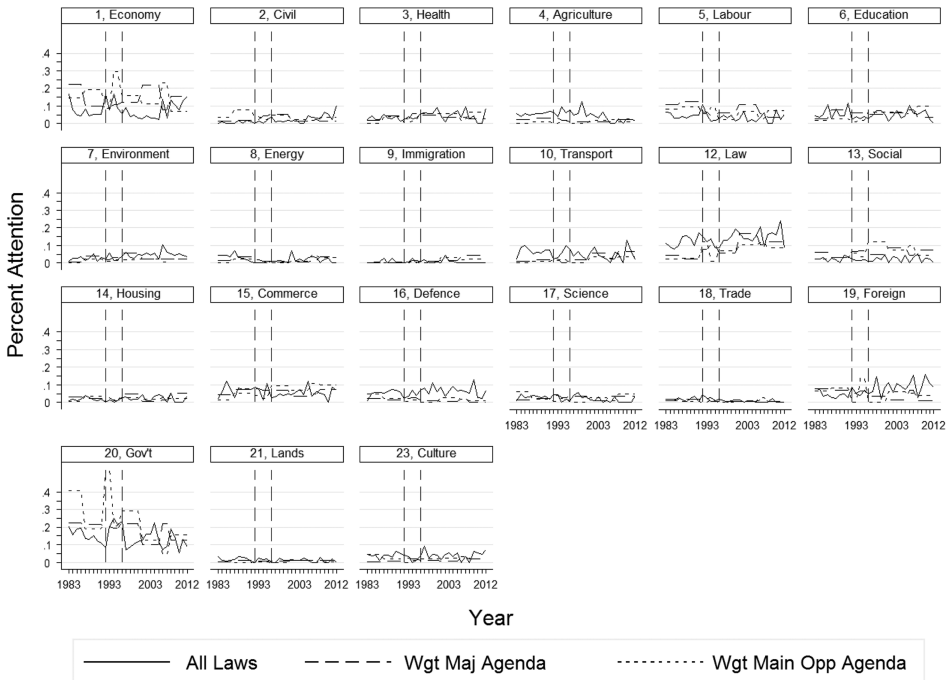 1, Economy 2, Civil 3, Health 4, Agriculture 5, Labour 6, Education
.4
.3
.2
.1
0
7, Environment 8, Energy 9, Immigration 10, Transport 12, Law 13, Social
.4
.3
.2
.1
0
14, Housing 15, Commerce 16, Defence 17, Science 18, Trade 19, Foreign
.4
.3
.2
.1
0
1983 1993 2003 2012 1983 1993 2003 2012 1983 1993 2003 2012
20, Gov't 21, Lands 23, Culture
.4
.3
.2
.1
0
1983 1993 2003 2012 1983 1993 2003 2012 1983 1993 2003 2012
Percent Attention
Year
All Laws Wgt Maj Agenda Wgt Main Opp Agenda